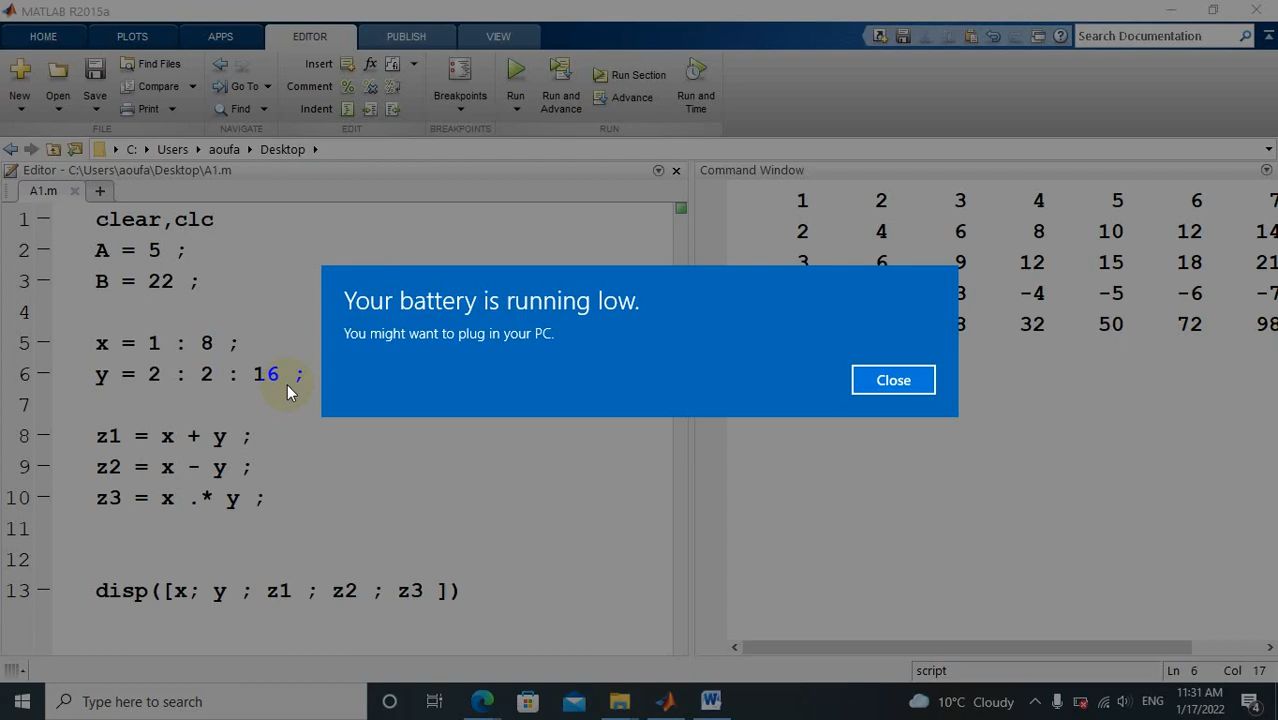 MATLAB R2015a
HOME PLOTS APPS EDITOR PUBLISH VIEW Search Documentation
New Open Save Find Files Compare Print
Go To Find
Insert Comment Indent
Breakpoints Run Run and Advance Run Section Advance Run and Time
FILE NAVIGATE EDIT BREAKPOINTS RUN
C: Users aoufa Desktop
Editor - C:\Users\aoufa\Desktop\A1.m
A1.m
1 clear,clc
2 A = 5 ;
3 B = 22 ;
4
5 x = 1 : 8 ;
6 y = 2 : 2 : 16 ;
7
8 z1 = x + y ;
9 z2 = x - y ;
10 z3 = x .* y ;
11
12
13 disp([x; y ; z1 ; z2 ; z3 ])
Command Window
1 2 3 4 5 6 7
2 4 6 8 10 12 14
3 6 9 12 15 18 21
-4 -5 -6 -7
32 50 72 98
Your battery is running low.
You might want to plug in your PC.
Close
script Ln 6 Col 17
Type here to search 10°C Cloudy ENG 11:31 AM
1/17/2022 4